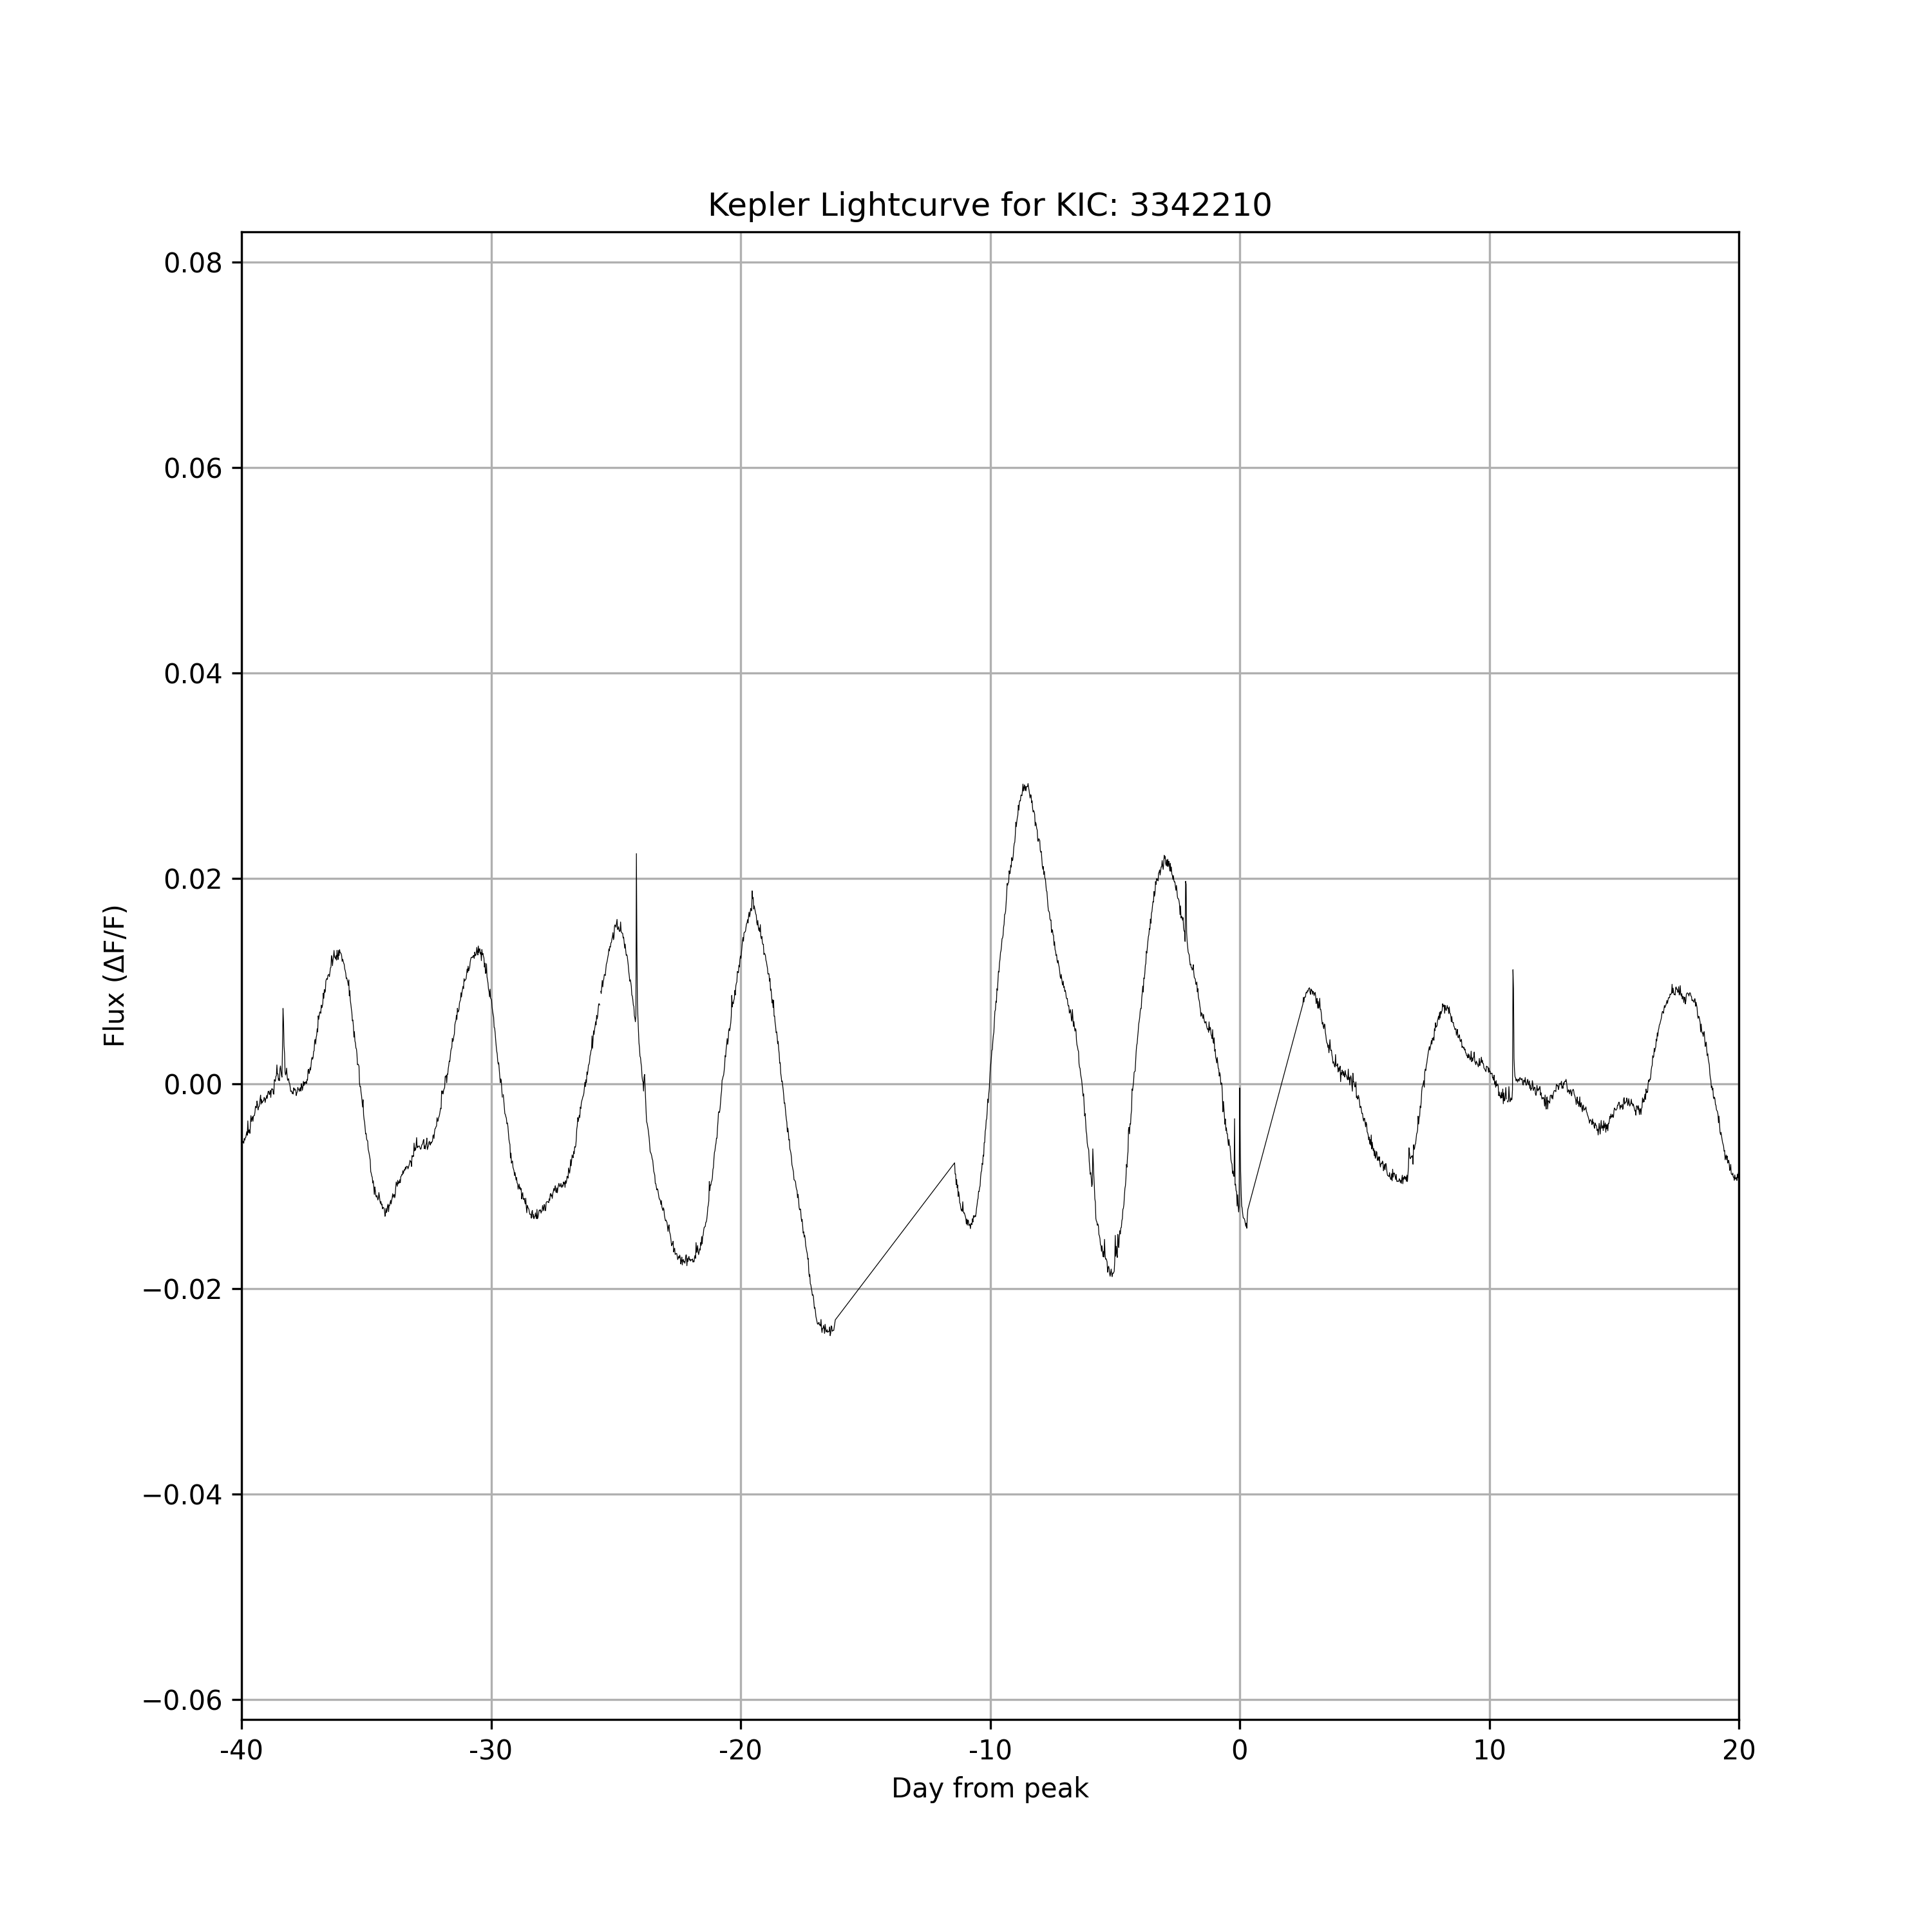 Kepler Lightcurve for KIC: 3342210
0.08
0.06
0.04
0.02
0.00
−0.02
−0.04
−0.06
Flux (ΔF/F)
-40 -30 -20 -10 0 10 20
Day from peak